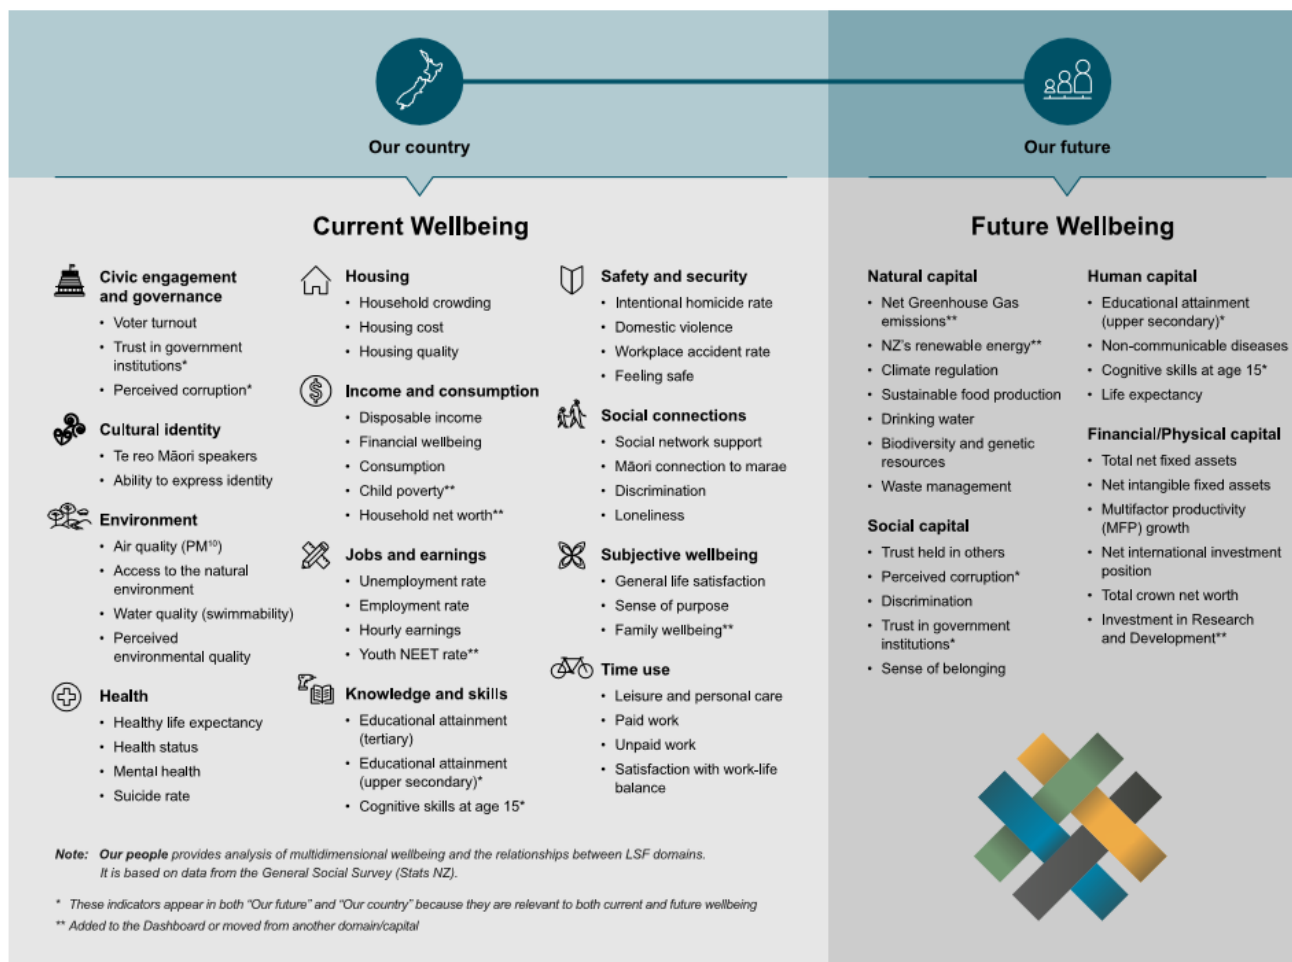 Our country
Our future
Current Wellbeing
Civic engagement
and governance
• Voter turnout
• Trust in government
institutions*
• Perceived corruption*
Cultural identity
• Te reo Māori speakers
• Ability to express identity
Environment
• Air quality (PM¹⁰)
• Access to the natural
environment
• Water quality (swimmability)
• Perceived
environmental quality
Health
• Healthy life expectancy
• Health status
• Mental health
• Suicide rate
Housing
• Household crowding
• Housing cost
• Housing quality
Income and consumption
• Disposable income
• Financial wellbeing
• Consumption
• Child poverty**
• Household net worth**
Jobs and earnings
• Unemployment rate
• Employment rate
• Hourly earnings
• Youth NEET rate**
Knowledge and skills
• Educational attainment
(tertiary)
• Educational attainment
(upper secondary)*
• Cognitive skills at age 15*
Safety and security
• Intentional homicide rate
• Domestic violence
• Workplace accident rate
• Feeling safe
Social connections
• Social network support
• Māori connection to marae
• Discrimination
• Loneliness
Subjective wellbeing
• General life satisfaction
• Sense of purpose
• Family wellbeing**
Time use
• Leisure and personal care
• Paid work
• Unpaid work
• Satisfaction with work-life
balance
Note: Our people provides analysis of multidimensional wellbeing and the relationships between LSF domains.
It is based on data from the General Social Survey (Stats NZ).
* These indicators appear in both “Our future” and “Our country” because they are relevant to both current and future wellbeing
** Added to the Dashboard or moved from another domain/capital
Future Wellbeing
Natural capital
• Net Greenhouse Gas
emissions**
• NZ's renewable energy**
• Climate regulation
• Sustainable food production
• Drinking water
• Biodiversity and genetic
resources
• Waste management
Social capital
• Trust held in others
• Perceived corruption*
• Discrimination
• Trust in government
institutions*
• Sense of belonging
Human capital
• Educational attainment
(upper secondary)*
• Non-communicable diseases
• Cognitive skills at age 15*
• Life expectancy
Financial/Physical capital
• Total net fixed assets
• Net intangible fixed assets
• Multifactor productivity
(MFP) growth
• Net international investment
position
• Total crown net worth
• Investment in Research
and Development**